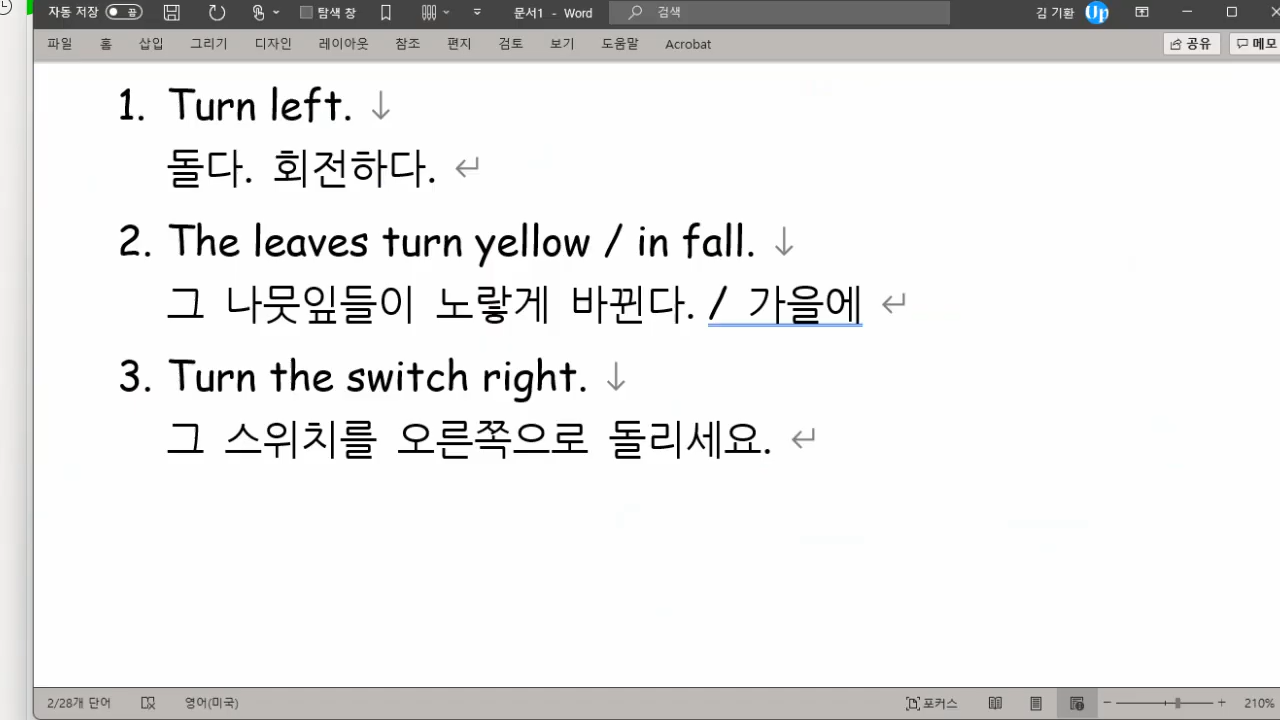 자동 저장 끔 탐색 창 문서1 - Word 검색 김 기환 Up
파일 홈 삽입 그리기 디자인 레이아웃 참조 편지 검토 보기 도움말 Acrobat 공유 메모
1. Turn left. ↓
돌다. 회전하다. ↵
2. The leaves turn yellow / in fall. ↓
그 나뭇잎들이 노랗게 바뀐다. / 가을에 ↵
3. Turn the switch right. ↓
그 스위치를 오른쪽으로 돌리세요. ↵
2/28개 단어 영어(미국) 포커스 210%